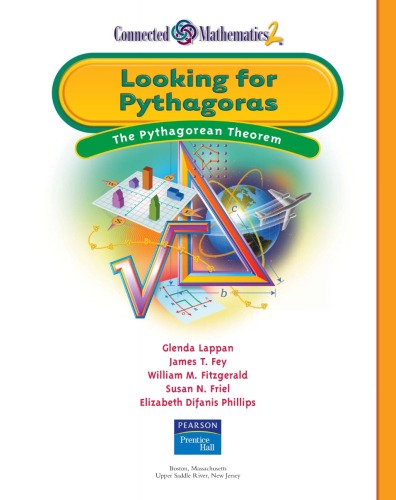 Connected Mathematics 2
Looking for
Pythagoras
The Pythagorean Theorem
c
b
Glenda Lappan
James T. Fey
William M. Fitzgerald
Susan N. Friel
Elizabeth Difanis Phillips
PEARSON
Prentice
Hall
Boston, Massachusetts
Upper Saddle River, New Jersey